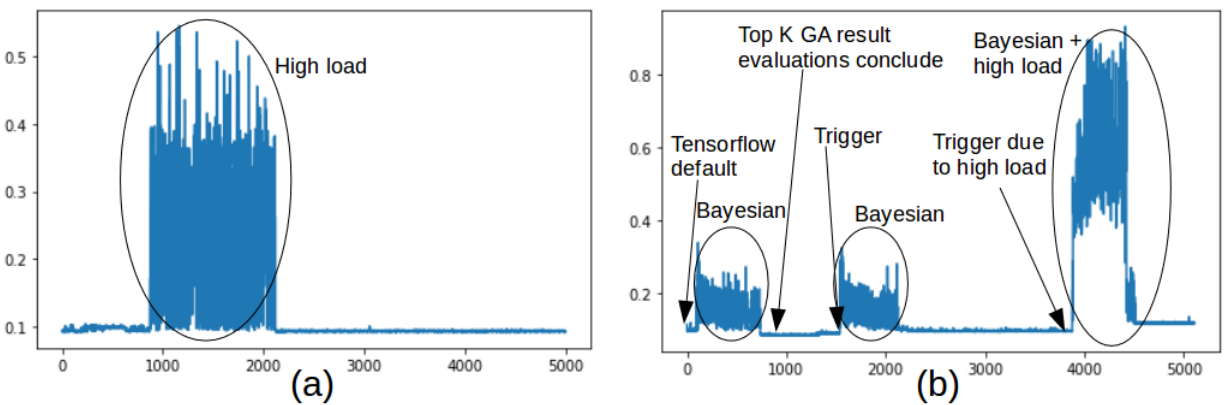 0.5
0.4
0.3
0.2
0.1
High load
0 1000 2000 3000 4000 5000
(a)
0.8
0.6
0.4
0.2
Top K GA result
evaluations conclude
Bayesian +
high load
Tensorflow
default
Trigger
Trigger due
to high load
Bayesian
Bayesian
0 1000 2000 3000 4000 5000
(b)